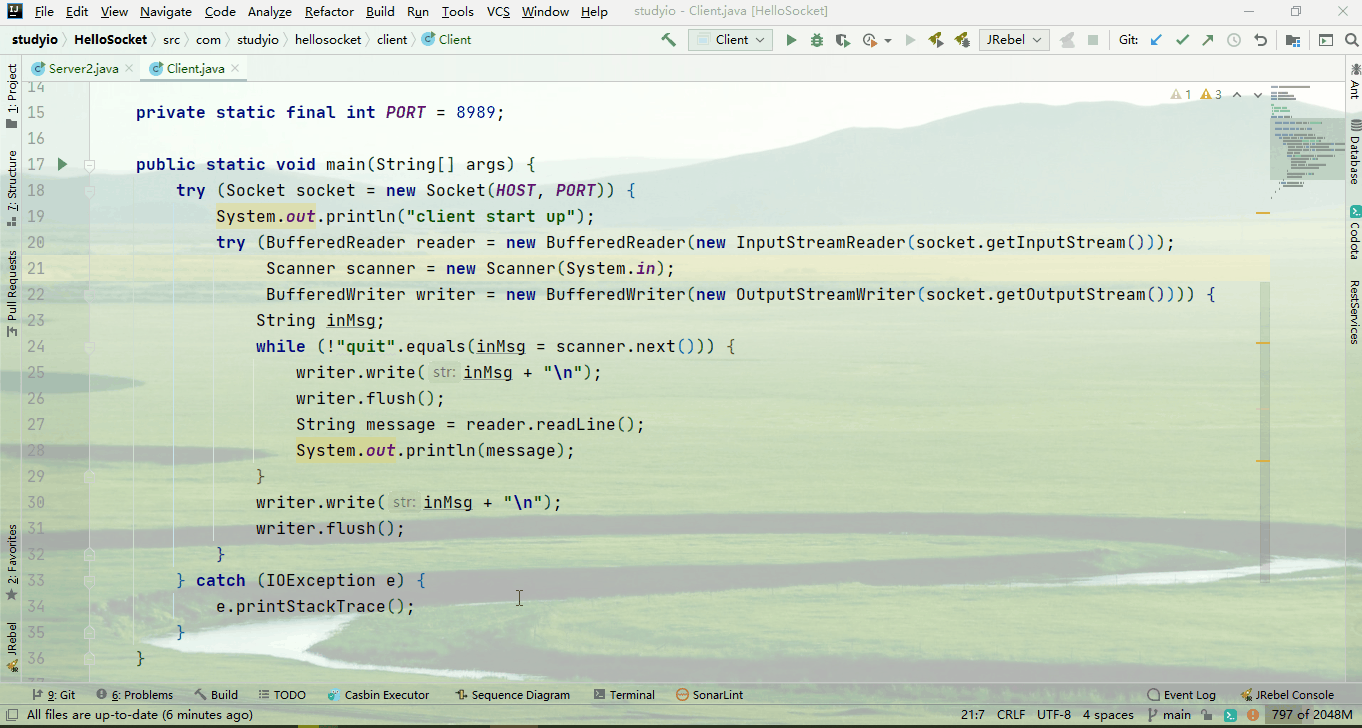 File Edit View Navigate Code Analyze Refactor Build Run Tools VCS Window Help studyio - Client.java [HelloSocket]
studyio HelloSocket src com studyio hellosocket client Client Client JRebel Git:
Server2.java Client.java
1: Project
7: Structure
Pull Requests
2: Favorites
JRebel
14
15 private static final int PORT = 8989;
16
17 public static void main(String[] args) {
18 try (Socket socket = new Socket(HOST, PORT)) {
19 System.out.println("client start up");
20 try (BufferedReader reader = new BufferedReader(new InputStreamReader(socket.getInputStream()));
21 Scanner scanner = new Scanner(System.in);
22 BufferedWriter writer = new BufferedWriter(new OutputStreamWriter(socket.getOutputStream()))) {
23 String inMsg;
24 while (!"quit".equals(inMsg = scanner.next())) {
25 writer.write( str: inMsg + "\n");
26 writer.flush();
27 String message = reader.readLine();
28 System.out.println(message);
29 }
30 writer.write( str: inMsg + "\n");
31 writer.flush();
32 }
33 } catch (IOException e) {
34 e.printStackTrace();
35 }
36 }
1 3
Ant
Database
Codota
RestServices
9: Git 6: Problems Build TODO Casbin Executor Sequence Diagram Terminal SonarLint Event Log JRebel Console
All files are up-to-date (6 minutes ago) 21:7 CRLF UTF-8 4 spaces main 797 of 2048M